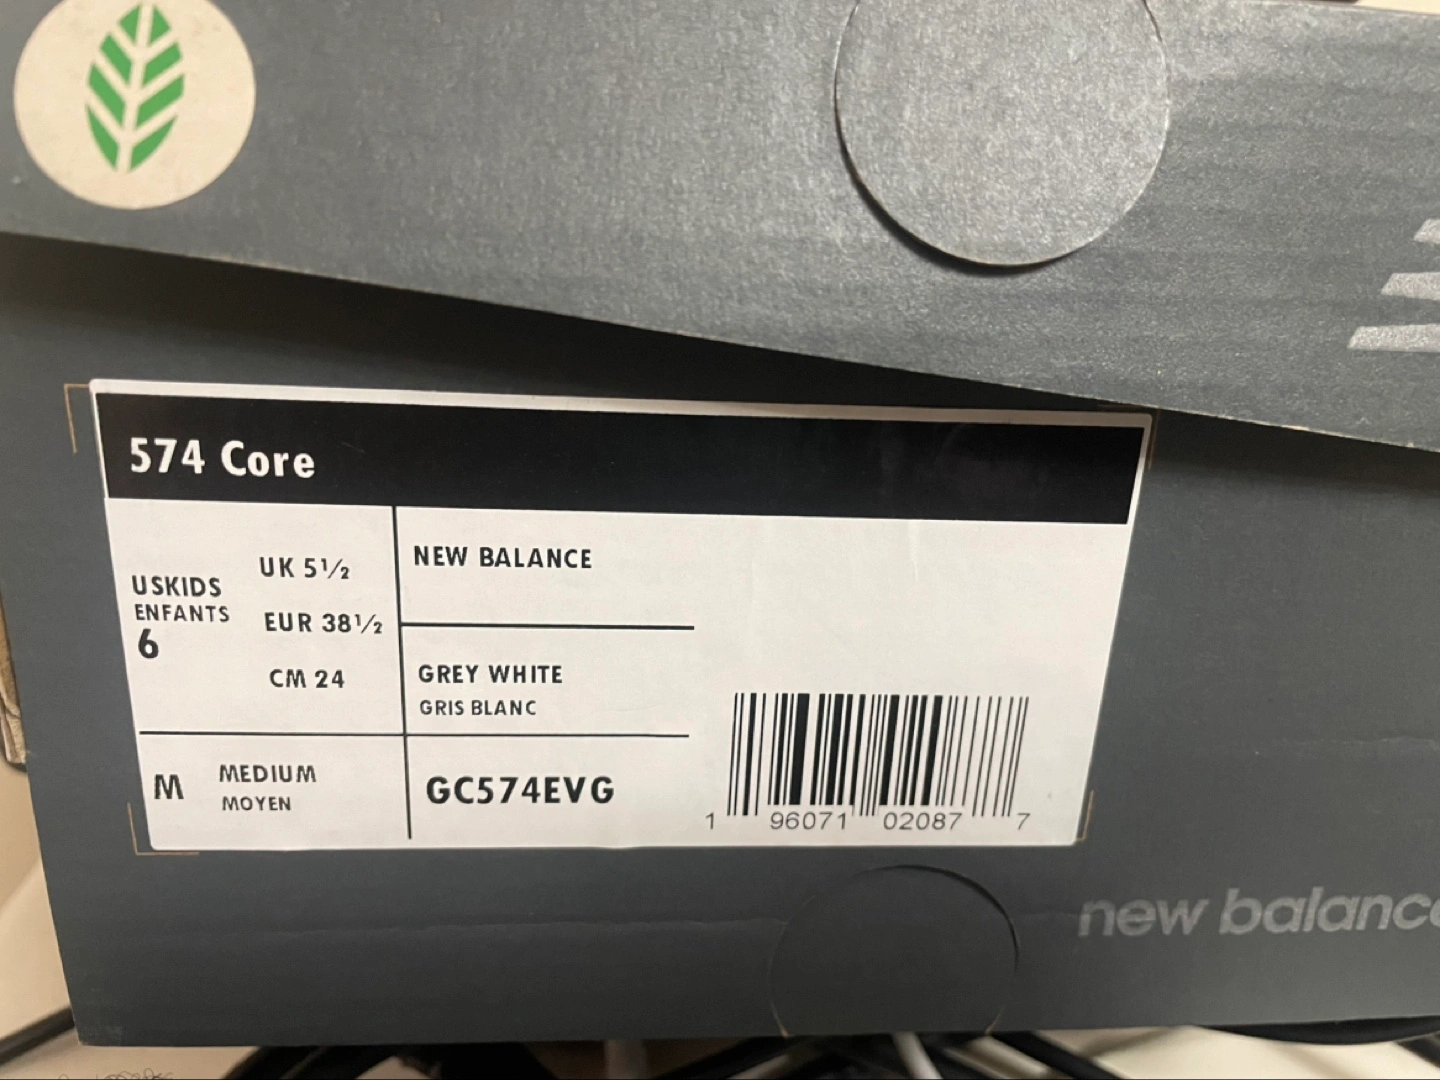 574 Core
USKIDS
ENFANTS
6
UK 5½
EUR 38½
CM 24
NEW BALANCE
GREY WHITE
GRIS BLANC
M
MEDIUM
MOYEN
GC574EVG
1 96071 02087 7
new balance